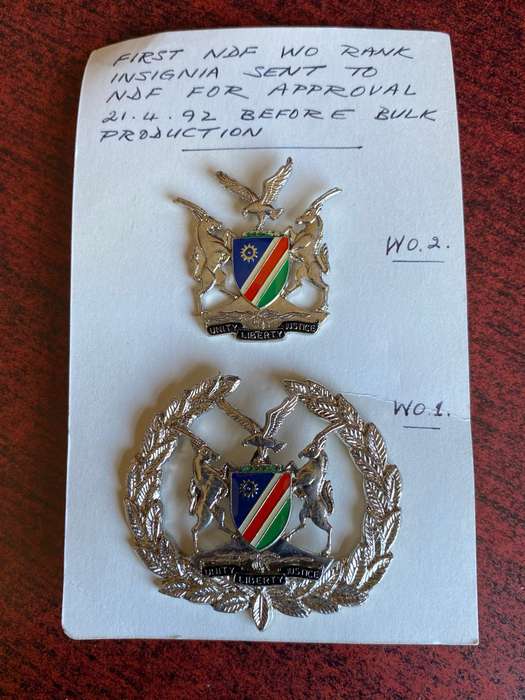 FIRST NDF WO RANK
INSIGNIA SENT TO
NDF FOR APPROVAL
21.4.92 BEFORE BULK
PRODUCTION
WO.2.
UNITY LIBERTY JUSTICE
WO.1.
UNITY LIBERTY JUSTICE